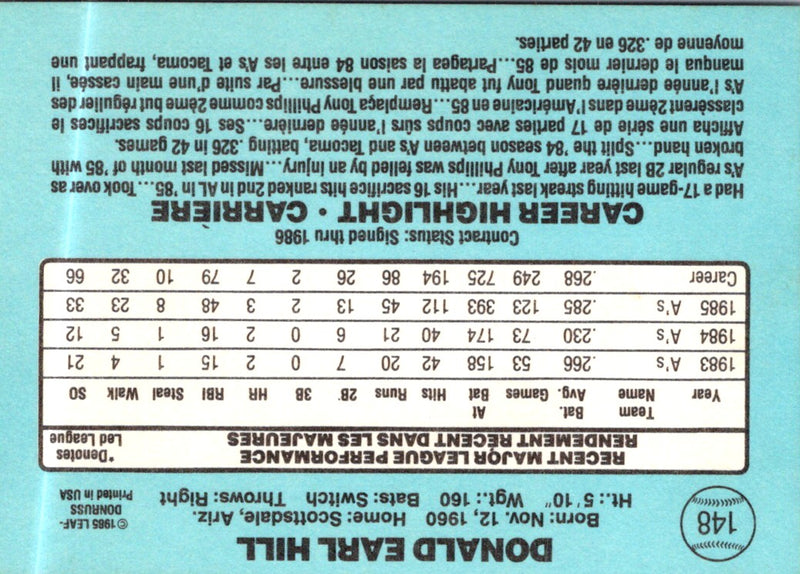 148
DONALD EARL HILL
Born: Nov. 12, 1960 Home: Scottsdale, Ariz.
Ht.: 5'10" Wgt.: 160 Bats: Switch Throws: Right
©1985 LEAF-
DONRUSS
Printed in USA
RECENT MAJOR LEAGUE PERFORMANCE
RENDEMENT RÉCENT DANS LES MAJEURES
*Denotes
Led League
Year Team Name Bat. Avg. Games At Bat Hits Runs 2B 3B HR RBI Steal Walk SO
1983 A's .266 53 158 42 20 7 0 2 15 1 4 21
1984 A's .230 73 174 40 21 6 0 2 16 1 5 12
1985 A's .285 123 393 112 45 13 2 3 48 8 23 33
Career .268 249 725 194 86 26 2 7 79 10 32 66
Contract Status: Signed thru 1986
CAREER HIGHLIGHT • CARRIÈRE
Had a 17-game hitting streak last year...His 16 sacrifice hits ranked 2nd in AL in '85...Took over as
A's regular 2B last year after Tony Phillips was felled by an injury...Missed last month of '85 with
broken hand...Split the '84 season between A's and Tacoma, batting .326 in 42 games.
Afficha une série de 17 parties avec coups sûrs l'année dernière...Ses 16 coups sacrifices le
classèrent 2ème dans l'Américaine en 85...Remplaça Tony Phillips comme 2ème but régulier des
A's l'année dernière quand Tony fut abattu par une blessure...Par suite d'une main cassée, il
manqua le dernier mois de 85...Partagea la saison 84 entre les A's et Tacoma, frappant une
moyenne de .326 en 42 parties.